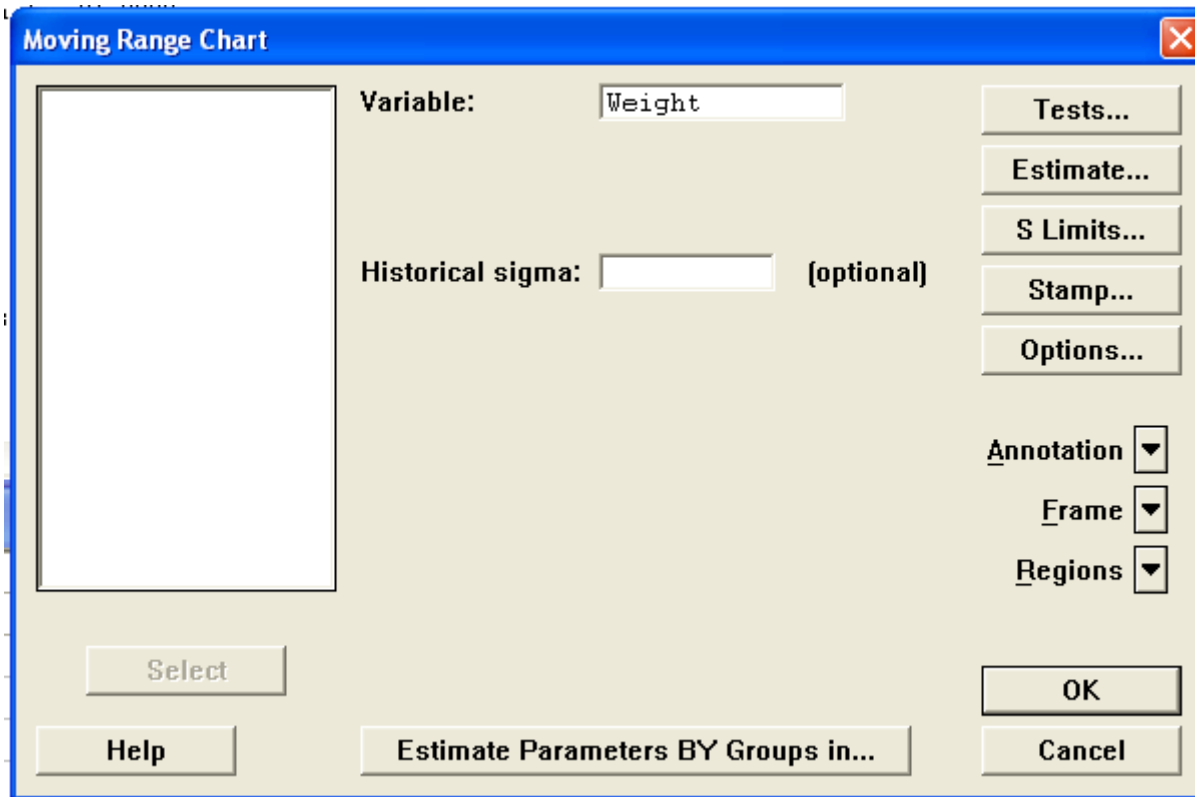 Moving Range Chart
Variable:
Weight
Tests...
Estimate...
S Limits...
Historical sigma:
(optional)
Stamp...
Options...
Annotation
Frame
Regions
Select
OK
Help
Estimate Parameters BY Groups in...
Cancel